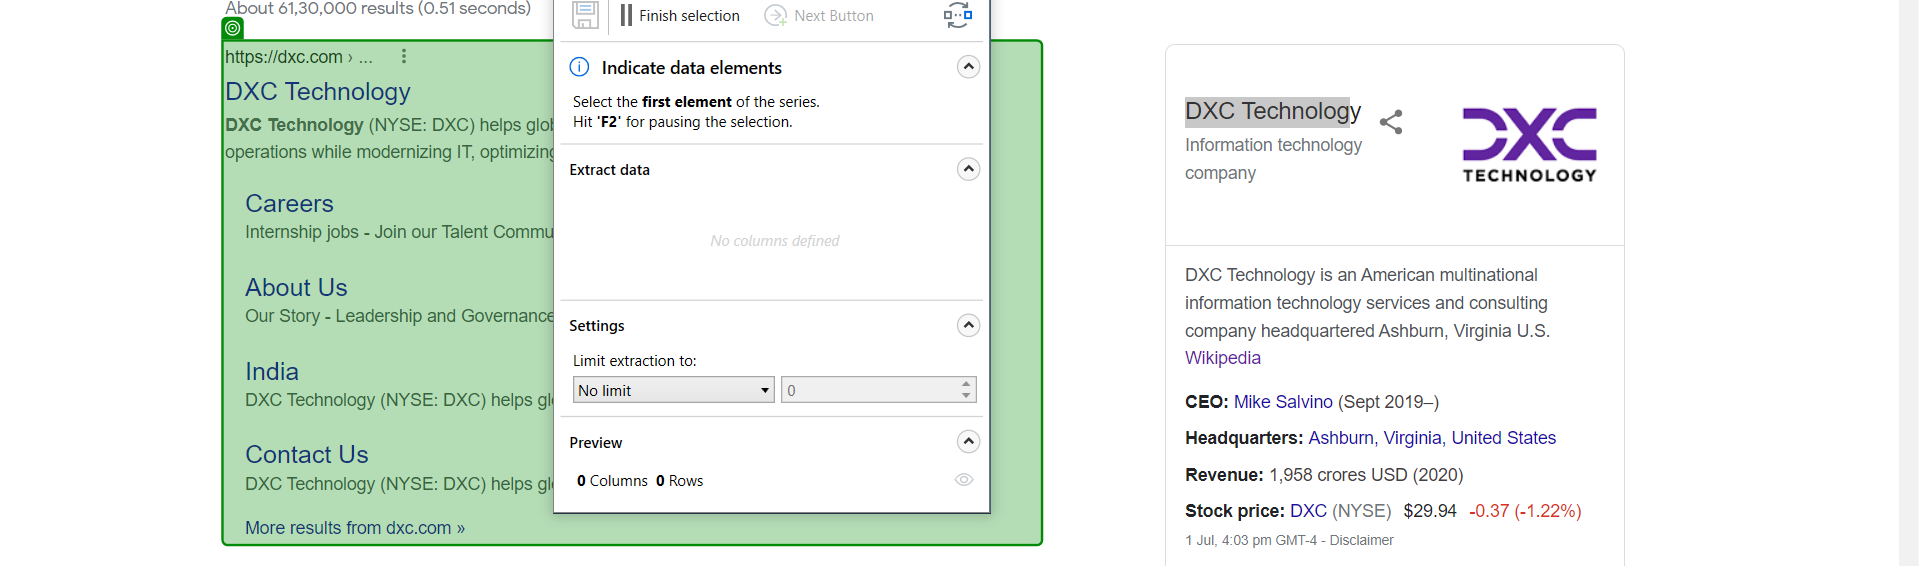 About 61,30,000 results (0.51 seconds)
https://dxc.com › ...
DXC Technology
DXC Technology (NYSE: DXC) helps glob
operations while modernizing IT, optimizing
Careers
Internship jobs - Join our Talent Commu
About Us
Our Story - Leadership and Governance
India
DXC Technology (NYSE: DXC) helps gl
Contact Us
DXC Technology (NYSE: DXC) helps gl
More results from dxc.com »
Finish selection
Next Button
Indicate data elements
Select the first element of the series.
Hit 'F2' for pausing the selection.
Extract data
No columns defined
Settings
Limit extraction to:
No limit
0
Preview
0 Columns 0 Rows
DXC Technology
Information technology
company
DXC
TECHNOLOGY
DXC Technology is an American multinational
information technology services and consulting
company headquartered Ashburn, Virginia U.S.
Wikipedia
CEO: Mike Salvino (Sept 2019–)
Headquarters: Ashburn, Virginia, United States
Revenue: 1,958 crores USD (2020)
Stock price: DXC (NYSE) $29.94 -0.37 (-1.22%)
1 Jul, 4:03 pm GMT-4 - Disclaimer